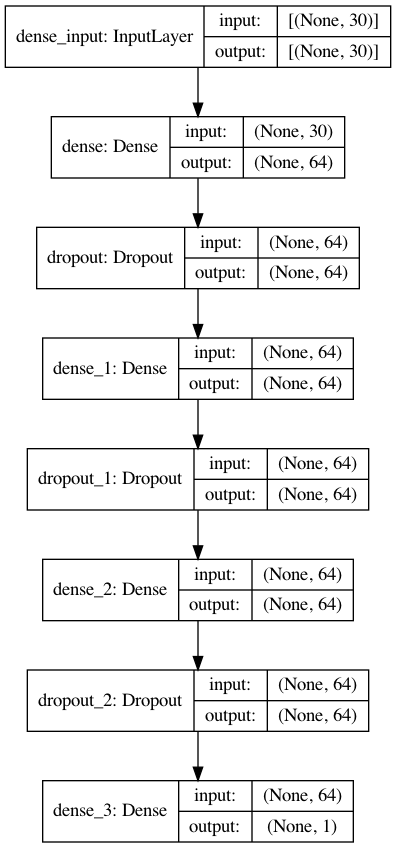 dense_input: InputLayer
input: [(None, 30)]
output: [(None, 30)]
dense: Dense
input: (None, 30)
output: (None, 64)
dropout: Dropout
input: (None, 64)
output: (None, 64)
dense_1: Dense
input: (None, 64)
output: (None, 64)
dropout_1: Dropout
input: (None, 64)
output: (None, 64)
dense_2: Dense
input: (None, 64)
output: (None, 64)
dropout_2: Dropout
input: (None, 64)
output: (None, 64)
dense_3: Dense
input: (None, 64)
output: (None, 1)